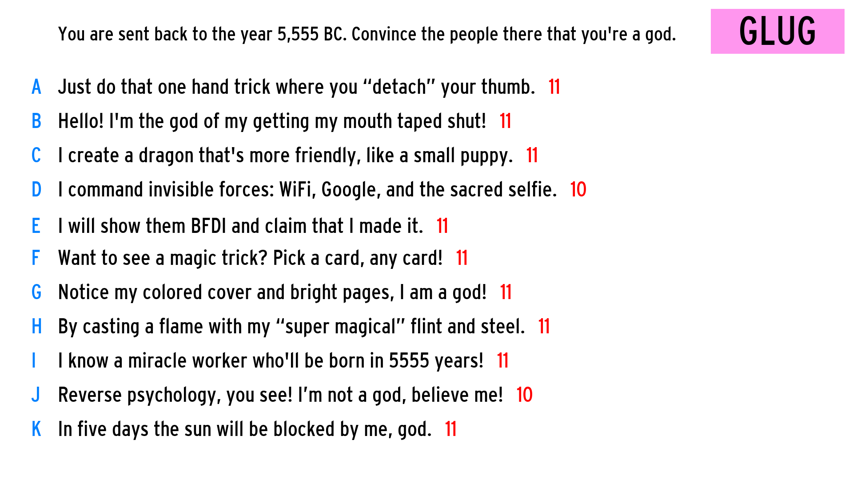 You are sent back to the year 5,555 BC. Convince the people there that you're a god.
GLUG
A Just do that one hand trick where you “detach” your thumb. 11
B Hello! I'm the god of my getting my mouth taped shut! 11
C I create a dragon that's more friendly, like a small puppy. 11
D I command invisible forces: WiFi, Google, and the sacred selfie. 10
E I will show them BFDI and claim that I made it. 11
F Want to see a magic trick? Pick a card, any card! 11
G Notice my colored cover and bright pages, I am a god! 11
H By casting a flame with my “super magical” flint and steel. 11
I I know a miracle worker who'll be born in 5555 years! 11
J Reverse psychology, you see! I’m not a god, believe me! 10
K In five days the sun will be blocked by me, god. 11